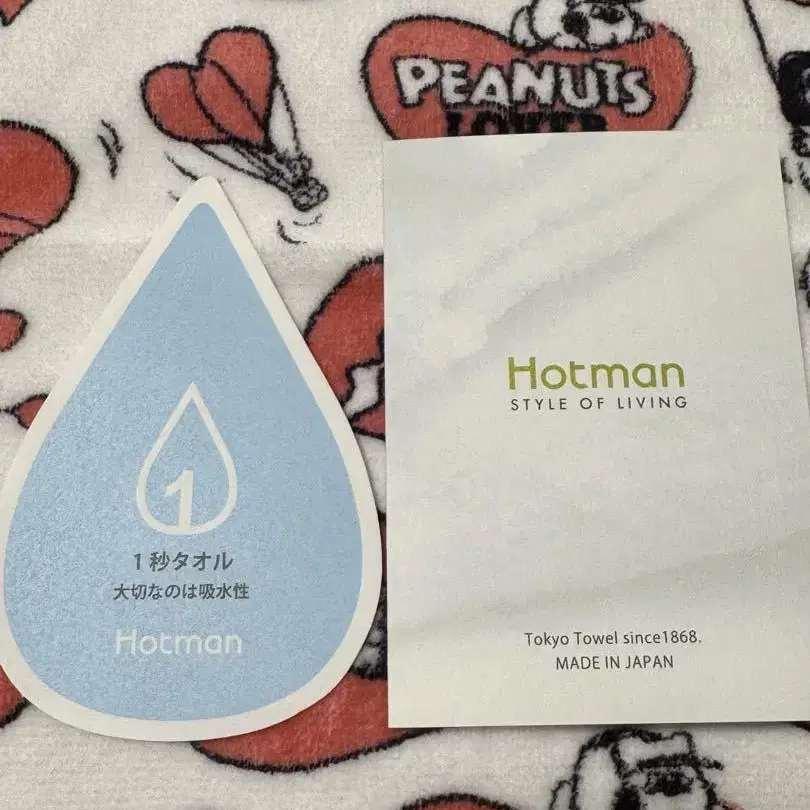 PEANUTS
LOVER
1
1秒タオル
大切なのは吸水性
Hotman
Hotman
STYLE OF LIVING
Tokyo Towel since1868.
MADE IN JAPAN